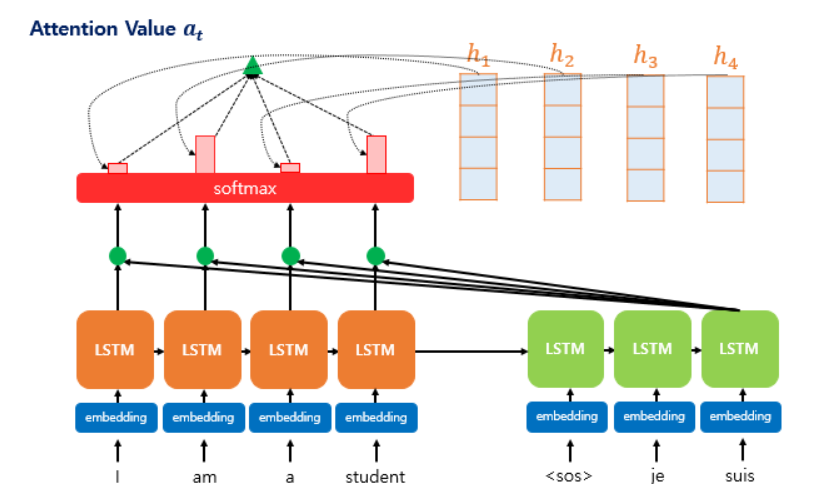 Attention Value a_t
h_1 h_2 h_3 h_4
softmax
LSTM LSTM LSTM LSTM LSTM LSTM LSTM
embedding embedding embedding embedding embedding embedding embedding
I am a student <sos> je suis